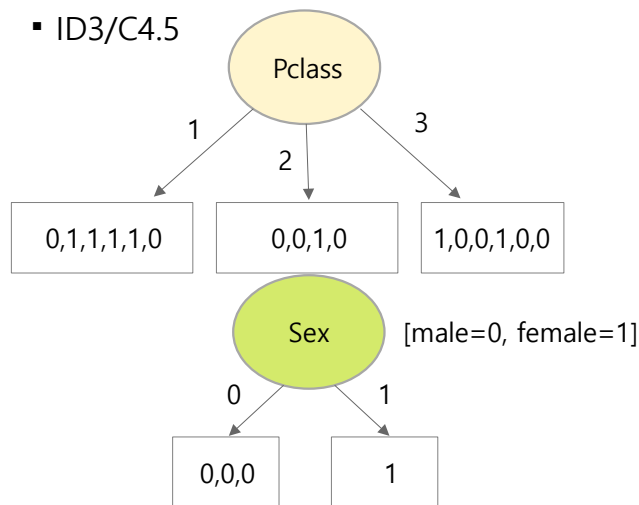 ▪ ID3/C4.5
Pclass
1
2
3
0,1,1,1,1,0
0,0,1,0
1,0,0,1,0,0
Sex
[male=0, female=1]
0
1
0,0,0
1